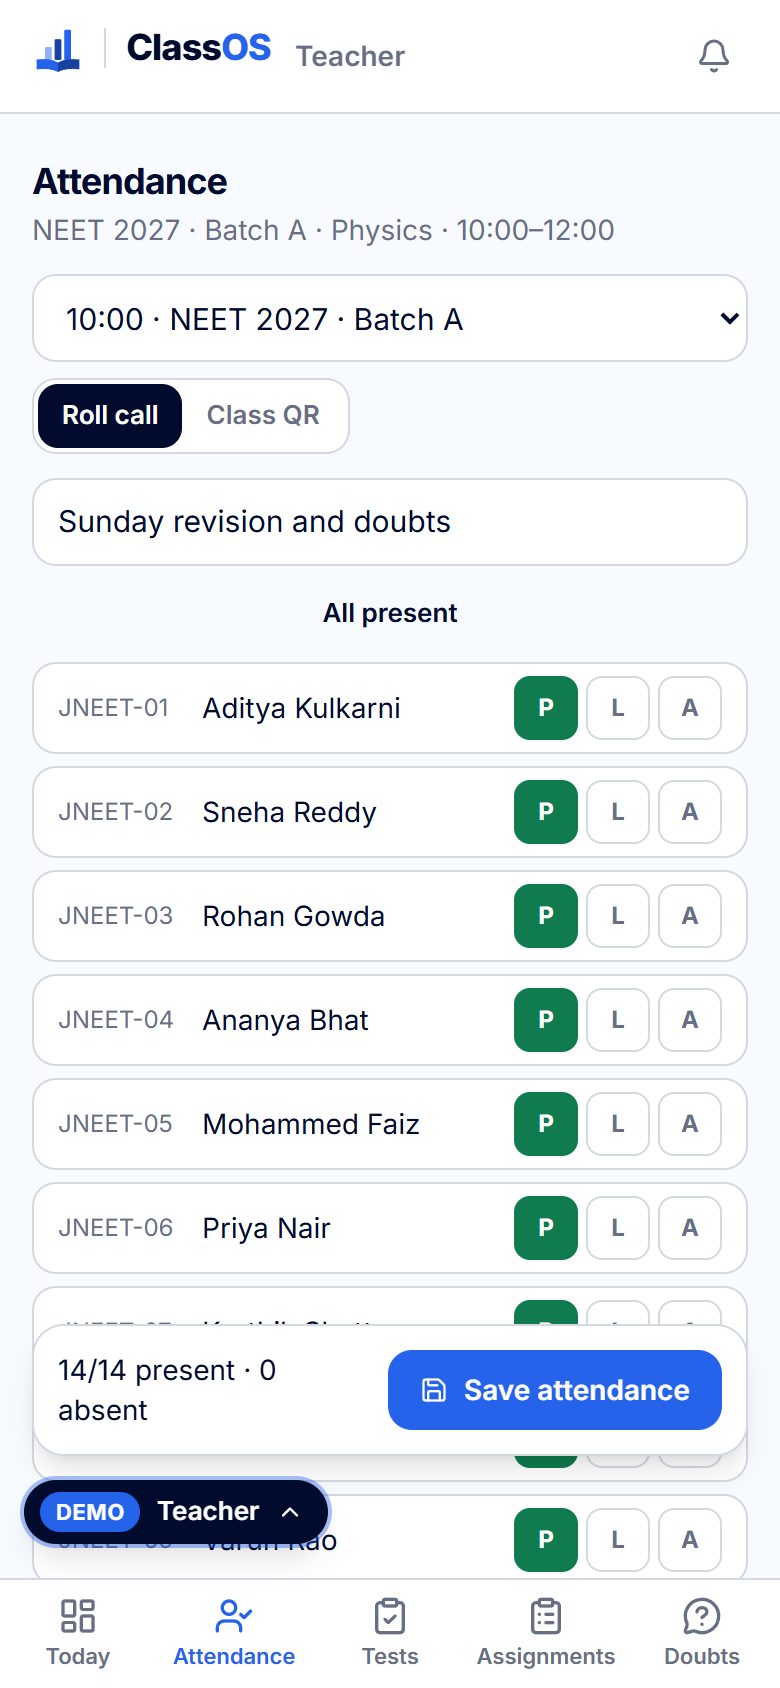 ClassOS Teacher
Attendance
NEET 2027 · Batch A · Physics · 10:00–12:00
10:00 · NEET 2027 · Batch A
Roll call Class QR
Sunday revision and doubts
All present
JNEET-01 Aditya Kulkarni P L A
JNEET-02 Sneha Reddy P L A
JNEET-03 Rohan Gowda P L A
JNEET-04 Ananya Bhat P L A
JNEET-05 Mohammed Faiz P L A
JNEET-06 Priya Nair P L A
14/14 present · 0
absent
Save attendance
DEMO Teacher
Rao P L A
Today Attendance Tests Assignments Doubts